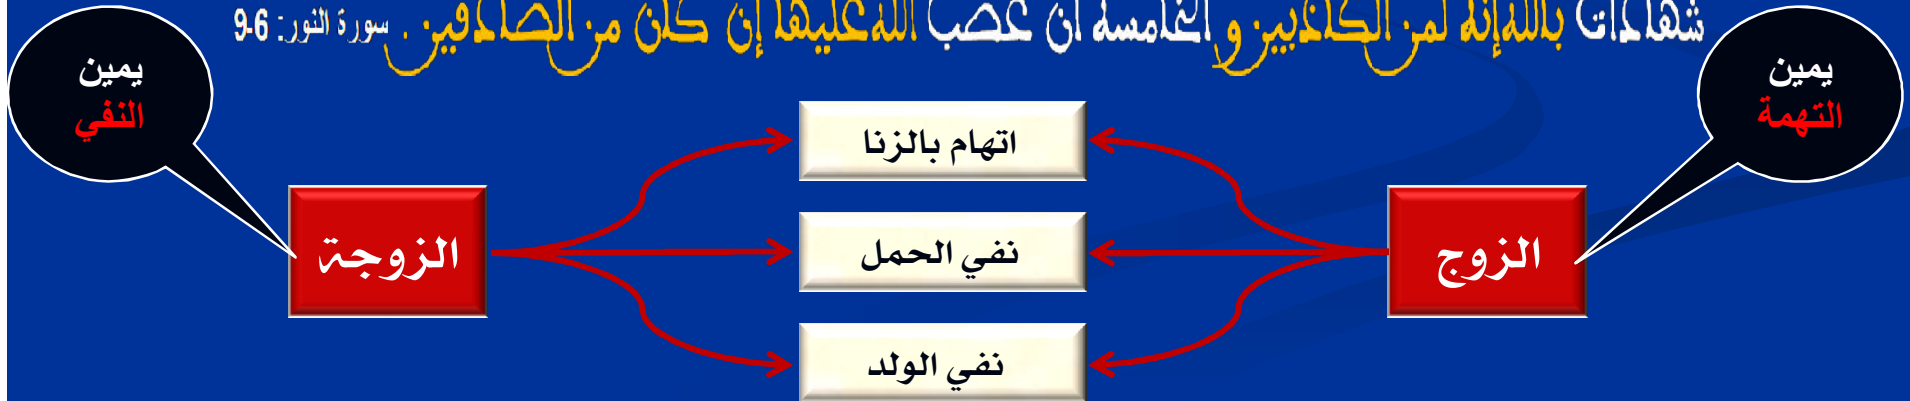 شهادات بالله إنه لمن الكاذبين والخامسة أن غضب الله عليها إن كان من الصادقين . سورة النور: 6-9
يمين
التهمة
يمين
النفي
اتهام بالزنا
الزوج
نفي الحمل
الزوجة
نفي الولد